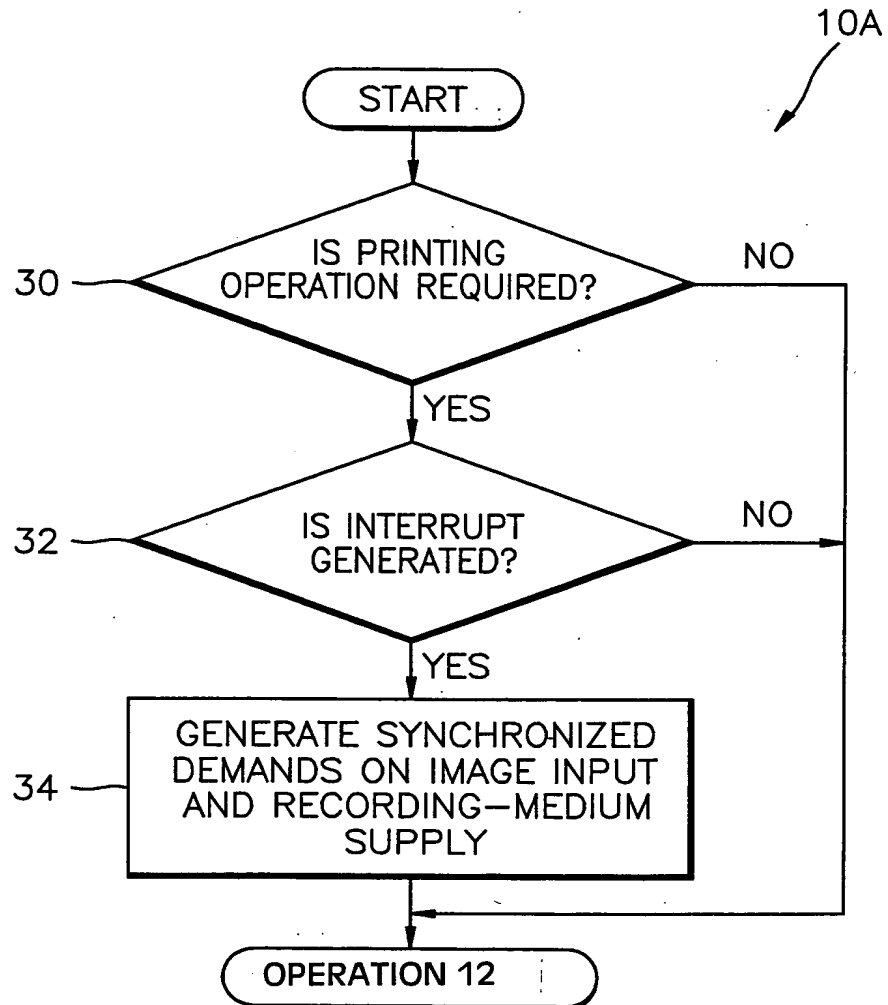 10A
START
IS PRINTING
OPERATION REQUIRED?
NO
30
YES
IS INTERRUPT
GENERATED?
NO
32
YES
GENERATE SYNCHRONIZED
DEMANDS ON IMAGE INPUT
AND RECORDING-MEDIUM
SUPPLY
34
OPERATION 12